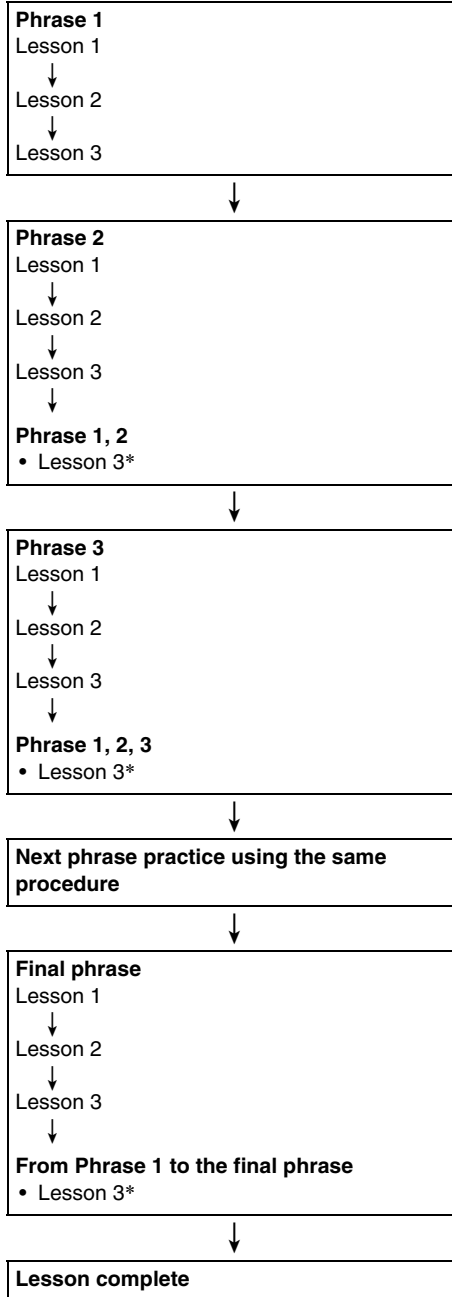 Phrase 1
Lesson 1
Lesson 2
Lesson 3
Phrase 2
Lesson 1
Lesson 2
Lesson 3
Phrase 1, 2
• Lesson 3*
Phrase 3
Lesson 1
Lesson 2
Lesson 3
Phrase 1, 2, 3
• Lesson 3*
Next phrase practice using the same
procedure
Final phrase
Lesson 1
Lesson 2
Lesson 3
From Phrase 1 to the final phrase
• Lesson 3*
Lesson complete